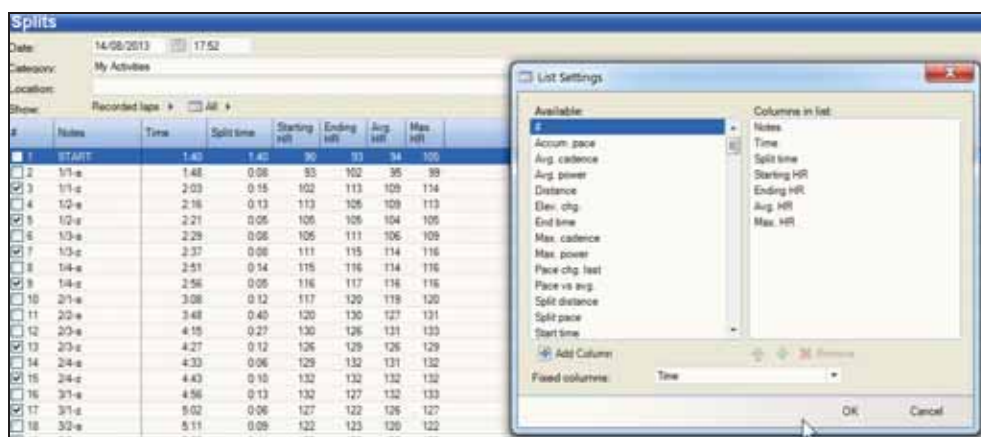 Splits
Date: 14/08/2013 17:52
Category: My Activities
Location:
Show: Recorded laps All
# Notes Time Split time Starting HR Ending HR Avg. HR Max. HR
1 START 1:40 1:40 90 93 94 105
2 1/1-a 1:48 0:08 93 102 95 99
3 1/1-z 2:03 0:15 102 113 109 114
4 1/2-a 2:16 0:13 113 105 109 113
5 1/2-z 2:21 0:05 105 105 104 105
6 1/3-a 2:29 0:08 105 111 106 109
7 1/3-z 2:37 0:08 111 115 114 116
8 1/4-a 2:51 0:14 115 116 114 116
9 1/4-z 2:56 0:05 116 117 116 116
10 2/1-a 3:08 0:12 117 120 119 120
11 2/2-a 3:48 0:40 120 130 127 131
12 2/3-a 4:15 0:27 130 126 131 133
13 2/3-z 4:27 0:12 126 129 126 129
14 2/4-a 4:33 0:06 129 132 131 132
15 2/4-z 4:43 0:10 132 132 132 132
16 3/1-a 4:56 0:13 132 127 132 133
17 3/1-z 5:02 0:06 127 122 126 127
18 3/2-a 5:11 0:09 122 123 120 122
List Settings
Available:
#
Accum. pace
Avg. cadence
Avg. power
Distance
Elev. chg.
End time
Max. cadence
Max. power
Pace chg. last
Pace vs avg.
Split distance
Split pace
Start time
Add Column
Columns in list:
Notes
Time
Split time
Starting HR
Ending HR
Avg. HR
Max. HR
Remove
Fixed columns: Time
OK Cancel